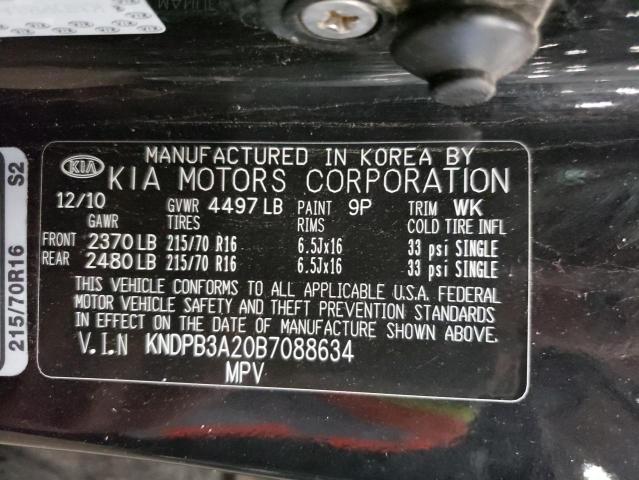 MANUFACTURED IN KOREA BY
KIA KIA MOTORS CORPORATION
12/10 GVWR 4497 LB PAINT 9P TRIM WK
GAWR TIRES RIMS COLD TIRE INFL
FRONT 2370 LB 215/70 R16 6.5Jx16 33 psi SINGLE
REAR 2480 LB 215/70 R16 6.5Jx16 33 psi SINGLE
THIS VEHICLE CONFORMS TO ALL APPLICABLE U.S.A. FEDERAL
MOTOR VEHICLE SAFETY AND THEFT PREVENTION STANDARDS
IN EFFECT ON THE DATE OF MANUFACTURE SHOWN ABOVE.
V.I.N KNDPB3A20B7088634
MPV
215/70R16 S2